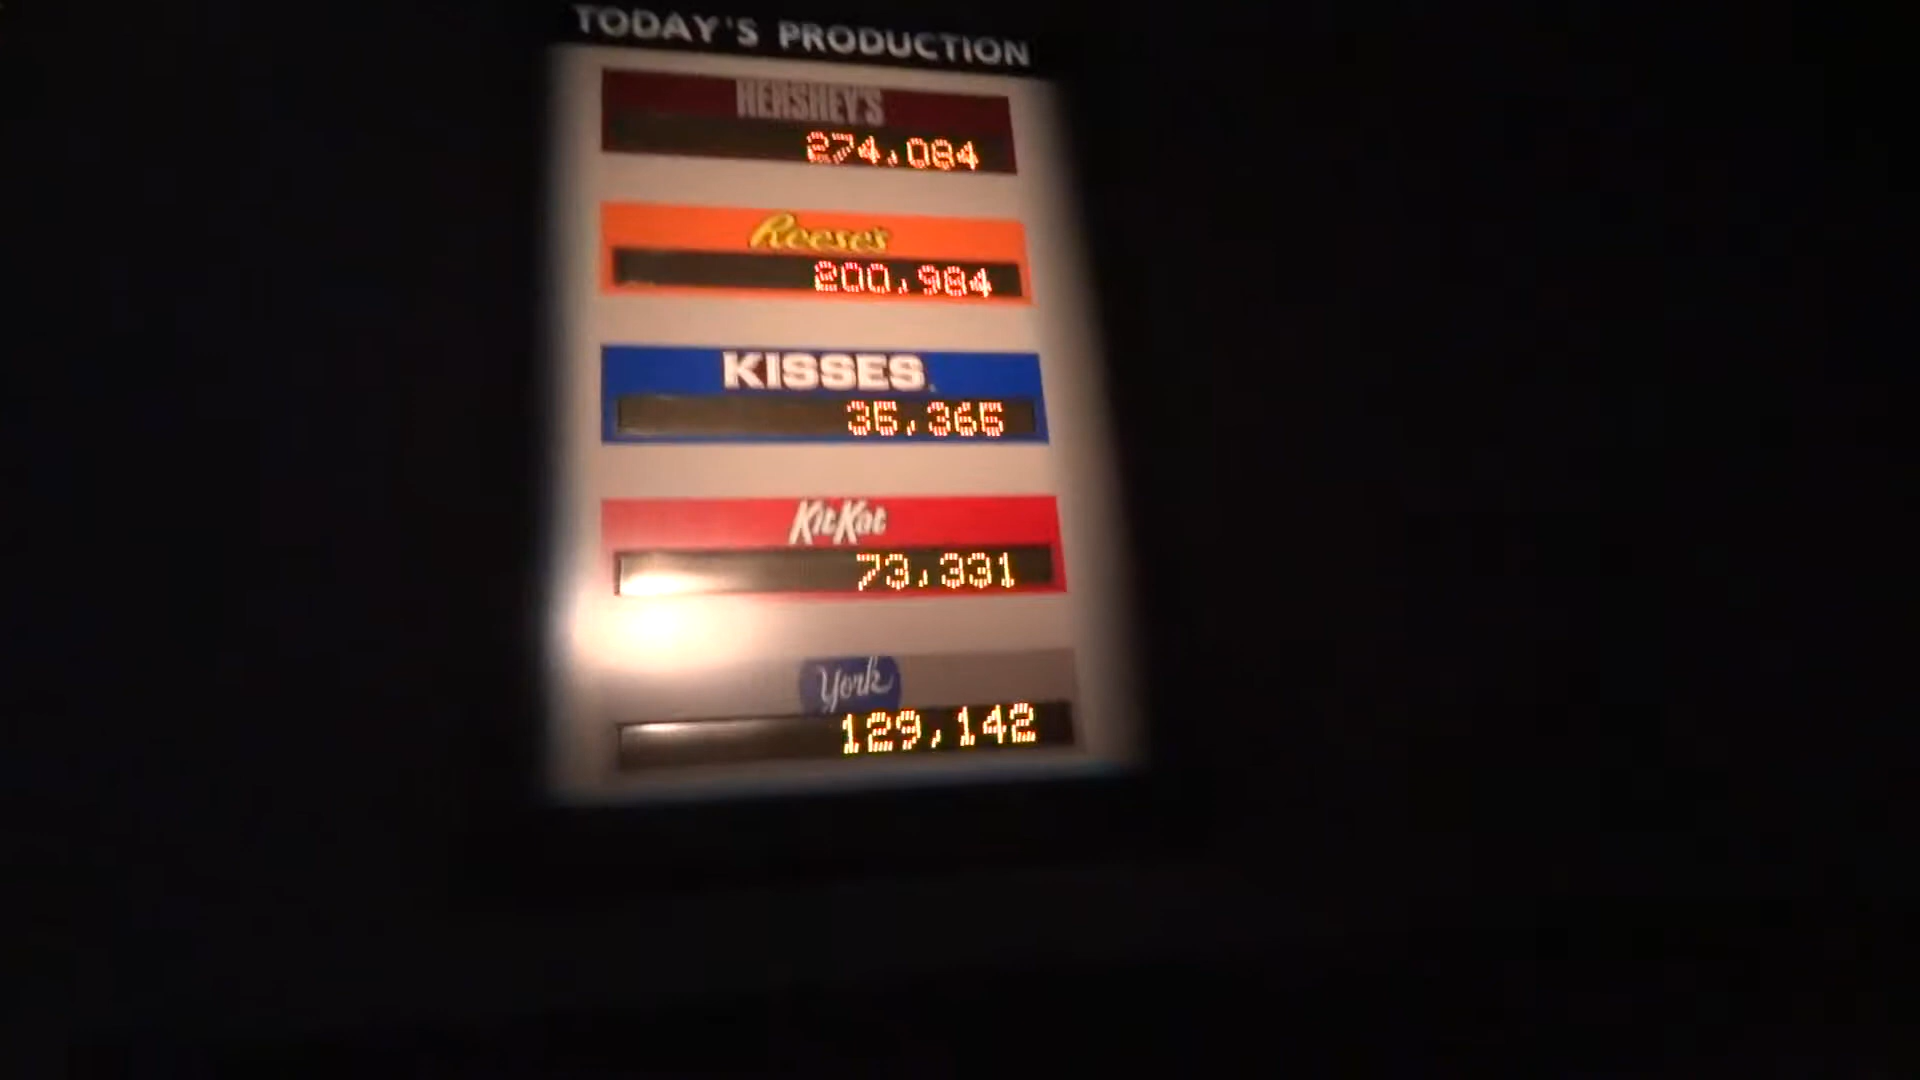 TODAY'S PRODUCTION
HERSHEY'S
274,084
Reese's
200,984
KISSES.
35,365
KitKat
73,331
York
129,142